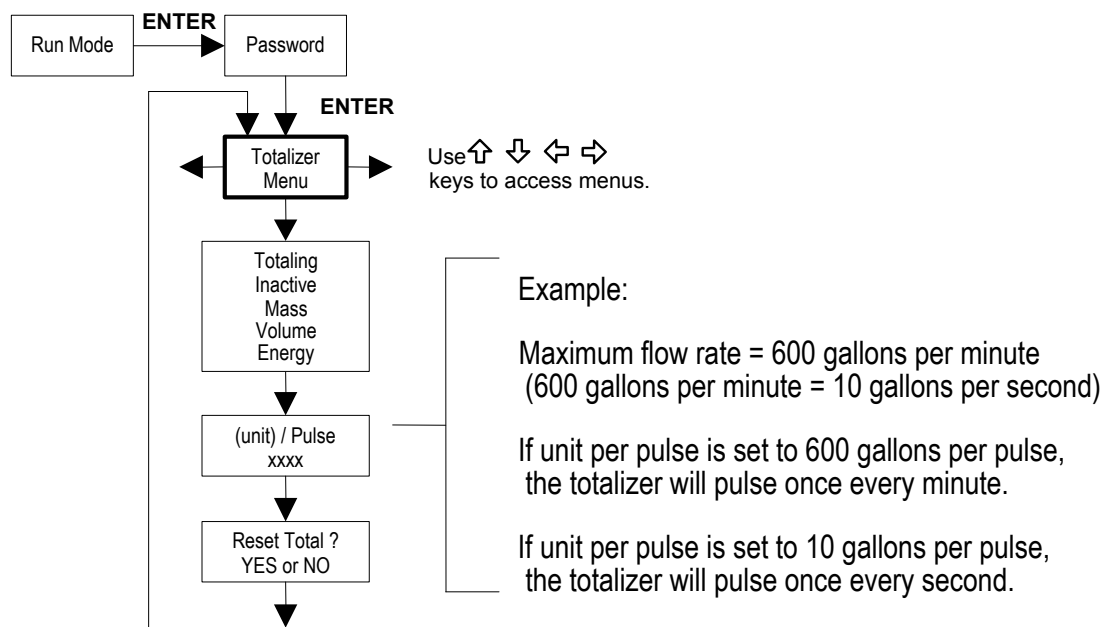 ENTER
Run Mode
Password
ENTER
Totalizer
Menu
Use
keys to access menus.
Totaling
Inactive
Mass
Volume
Energy
Example:
Maximum flow rate = 600 gallons per minute
(600 gallons per minute = 10 gallons per second)
(unit) / Pulse
xxxx
If unit per pulse is set to 600 gallons per pulse,
the totalizer will pulse once every minute.
Reset Total ?
YES or NO
If unit per pulse is set to 10 gallons per pulse,
the totalizer will pulse once every second.